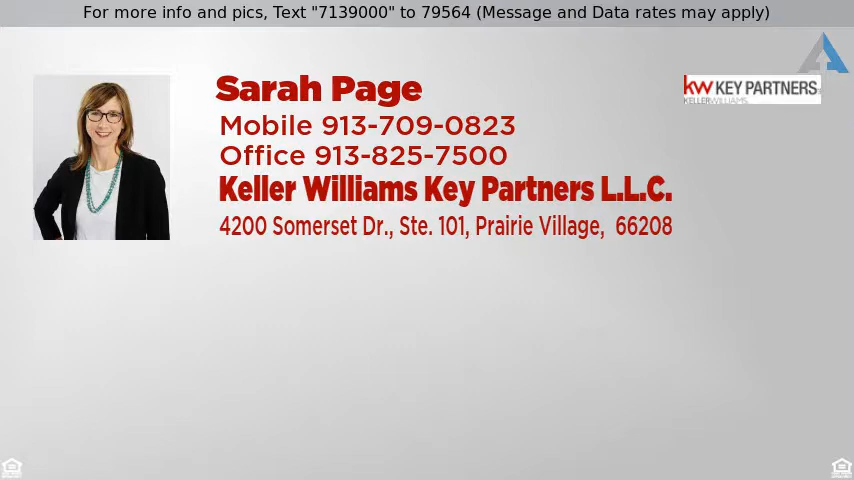 For more info and pics, Text "7139000" to 79564 (Message and Data rates may apply)
Sarah Page
Mobile 913-709-0823
Office 913-825-7500
Keller Williams Key Partners L.L.C.
4200 Somerset Dr., Ste. 101, Prairie Village,  66208
kw KEY PARTNERS
KELLERWILLIAMS